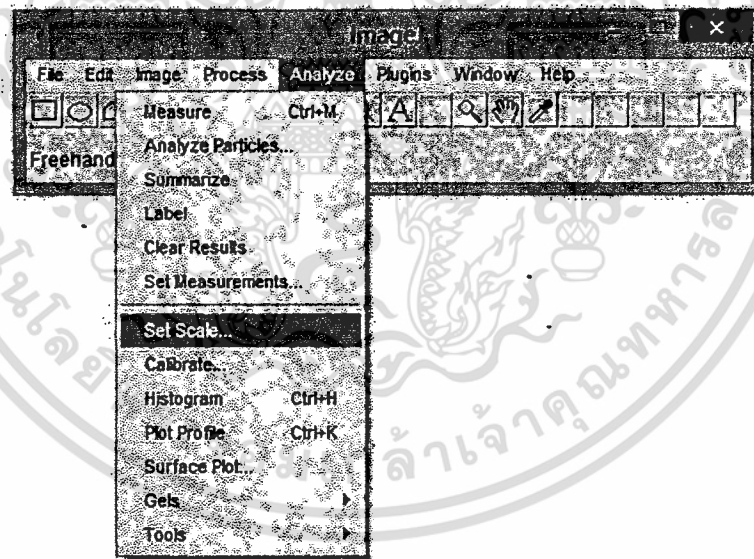 ImageJ
File Edit Image Process Analyze Plugins Window Help
Freehand
Measure Ctrl+M
Analyze Particles...
Summarize
Label
Clear Results
Set Measurements...
Set Scale...
Calibrate...
Histogram Ctrl+H
Plot Profile Ctrl+K
Surface Plot...
Gels
Tools